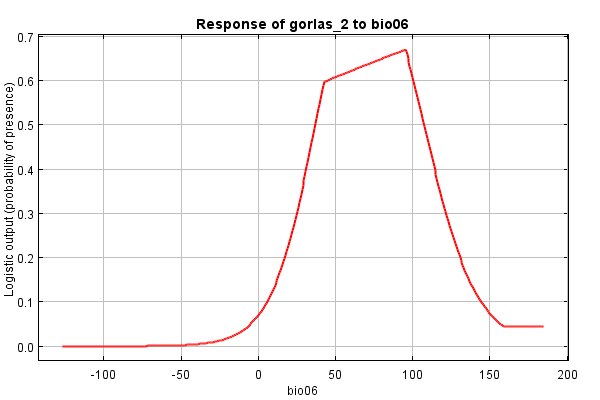 Response of gorlas_2 to bio06
Logistic output (probability of presence)
0.7
0.6
0.5
0.4
0.3
0.2
0.1
0.0
-100 -50 0 50 100 150 200
bio06